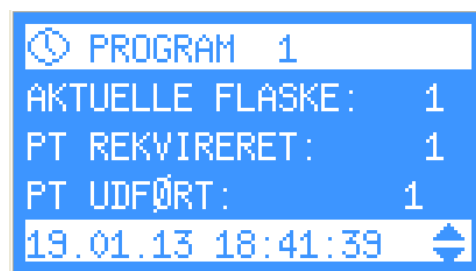 PROGRAM 1
AKTUELLE FLASKE: 1
PT REKVIRERET: 1
PT UDFØRT: 1
19.01.13 18:41:39